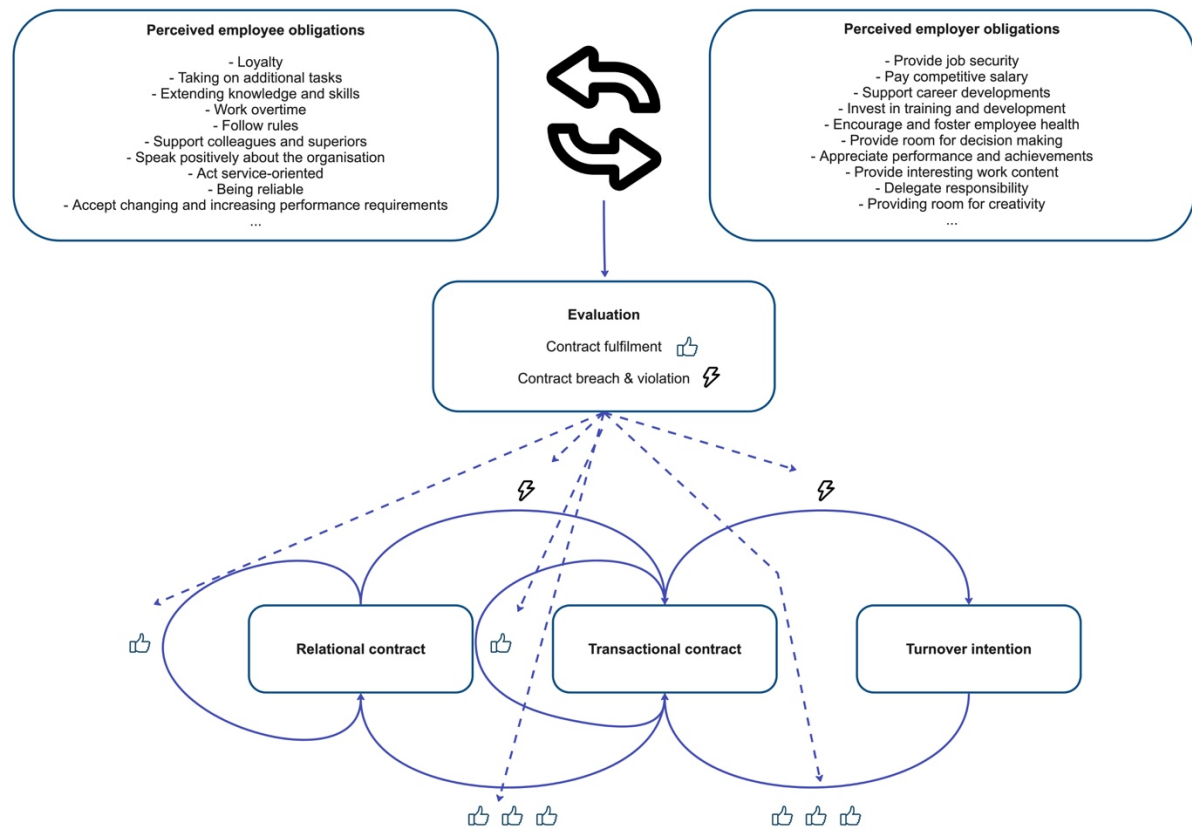 Perceived employee obligations
- Loyalty
- Taking on additional tasks
- Extending knowledge and skills
- Work overtime
- Follow rules
- Support colleagues and superiors
- Speak positively about the organisation
- Act service-oriented
- Being reliable
- Accept changing and increasing performance requirements
...
Perceived employer obligations
- Provide job security
- Pay competitive salary
- Support career developments
- Invest in training and development
- Encourage and foster employee health
- Provide room for decision making
- Appreciate performance and achievements
- Provide interesting work content
- Delegate responsibility
- Providing room for creativity
...
Evaluation
Contract fulfilment
Contract breach & violation
Relational contract
Transactional contract
Turnover intention